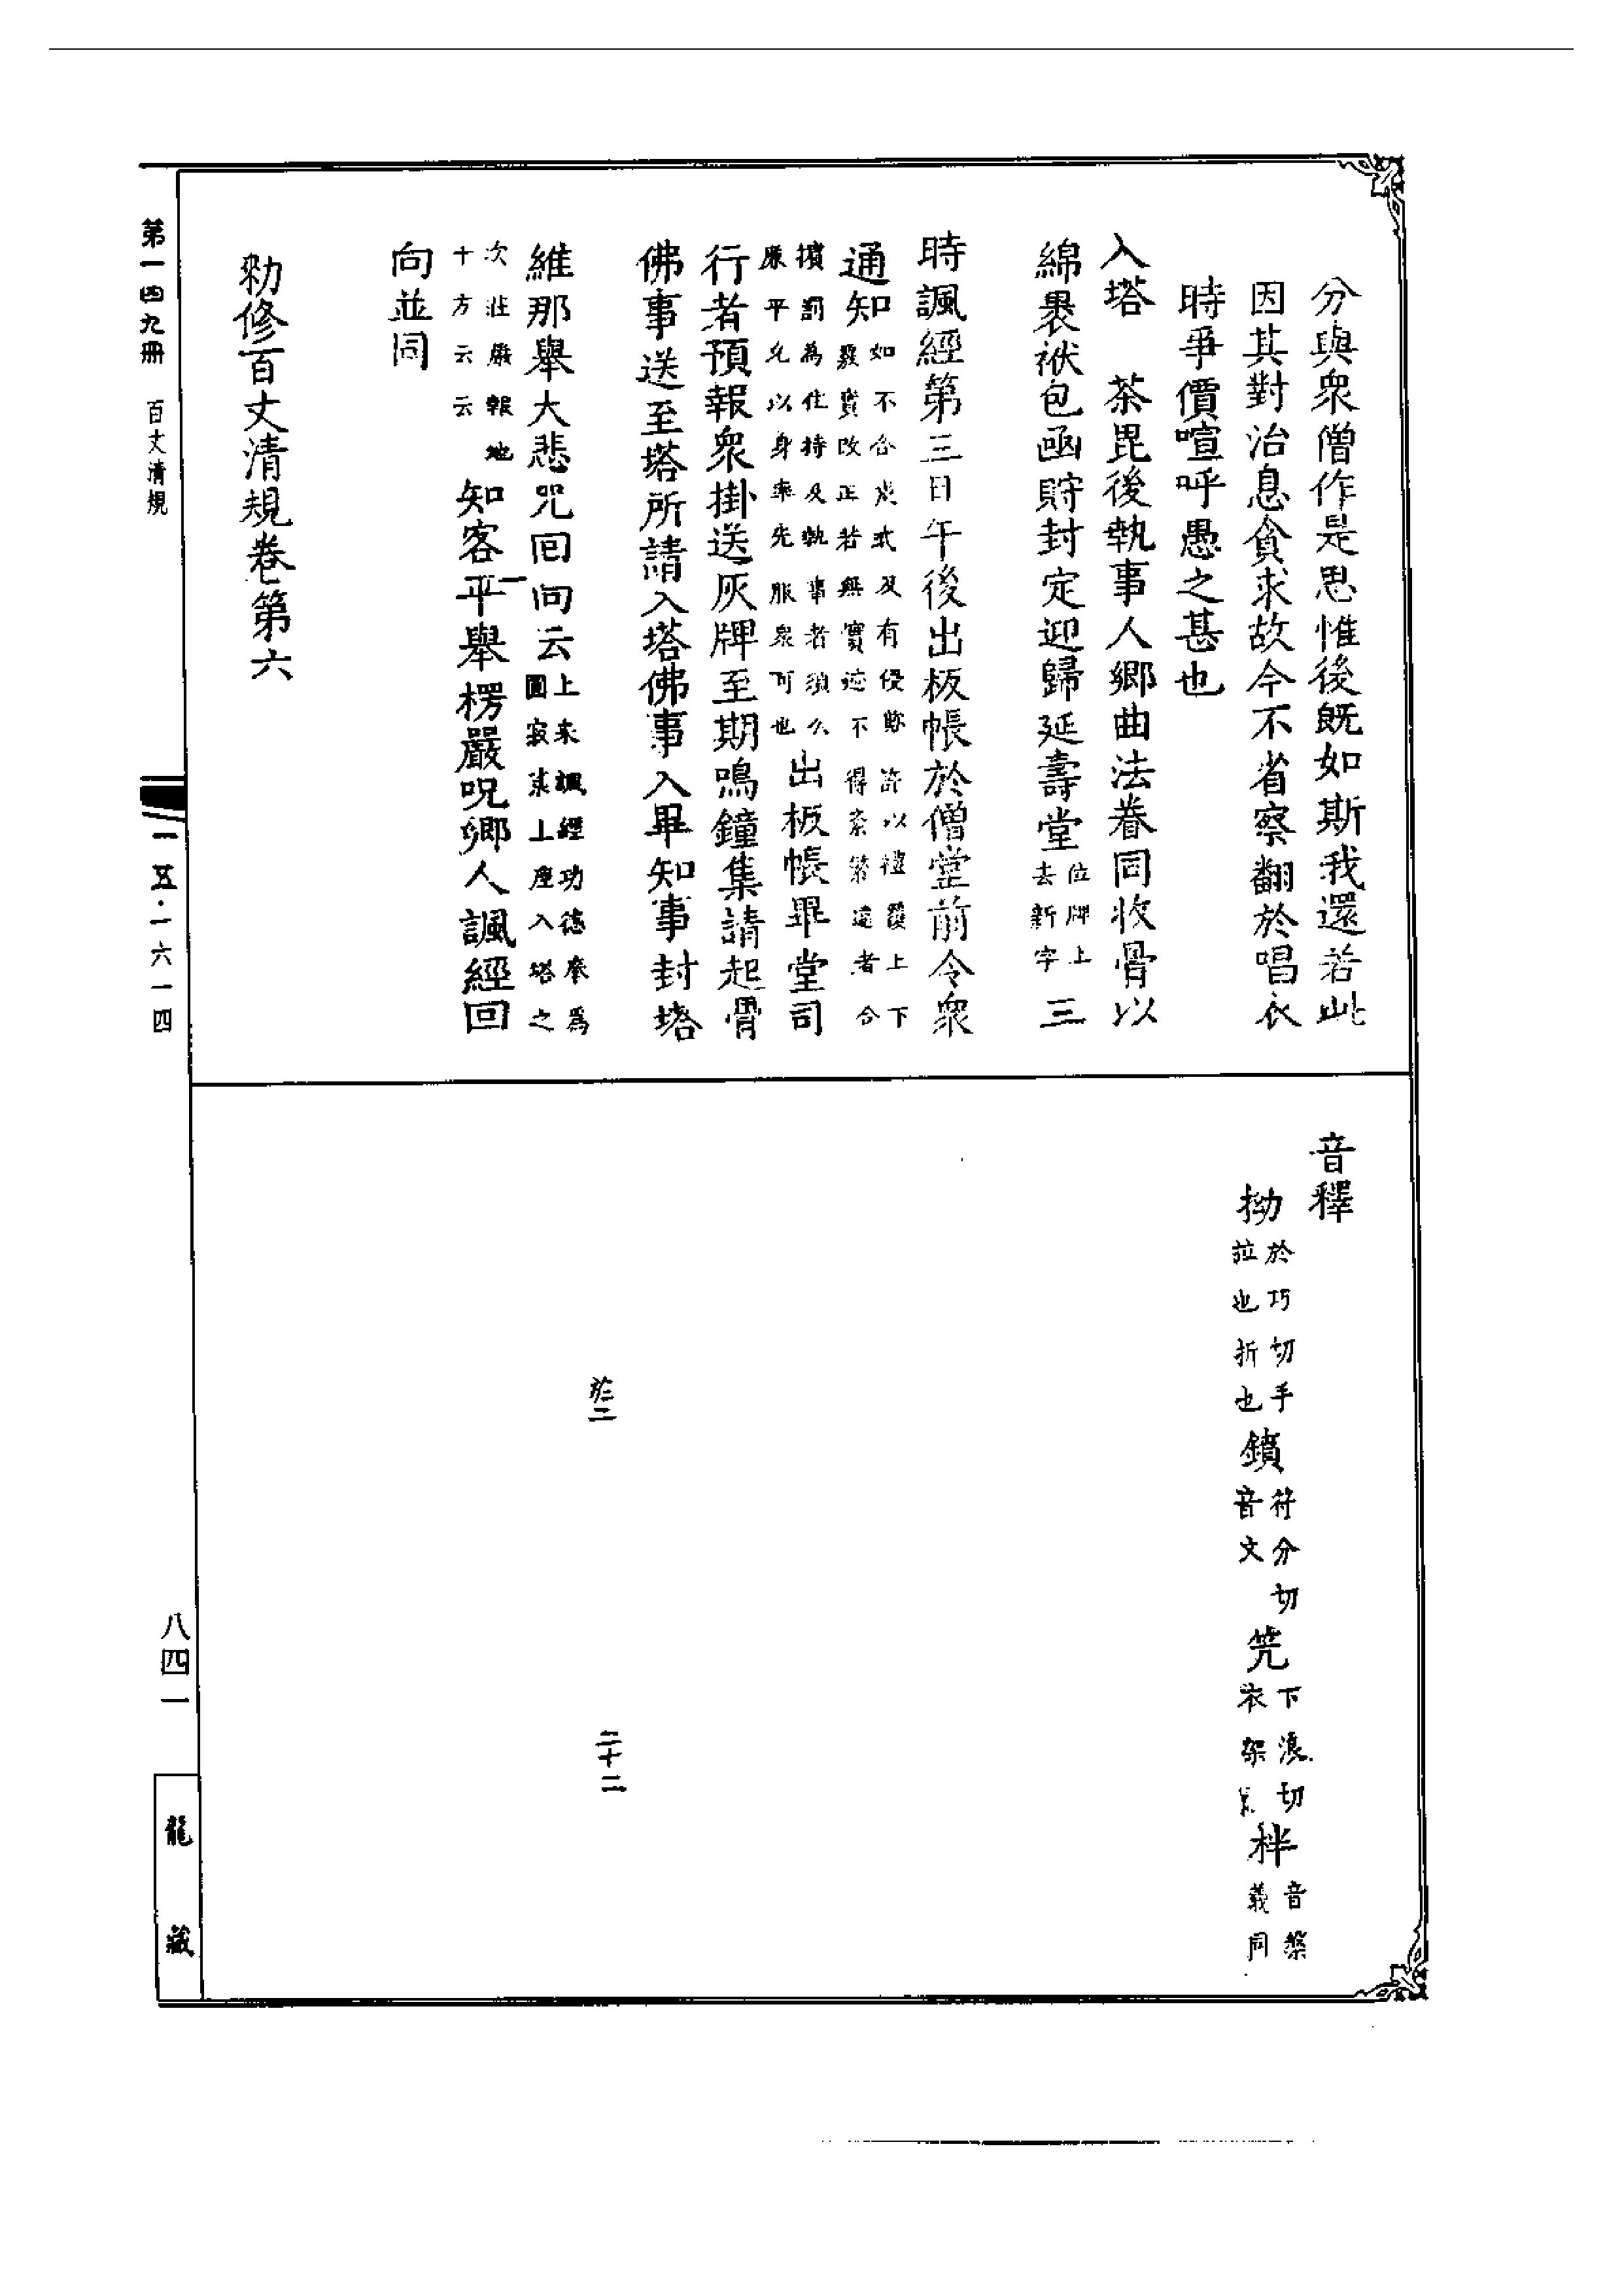 分與衆僧作是思惟後旣如斯我還若此
因其對治息貪求故今不省察翻於唱衣
時爭價喧呼愚之甚也
入塔　茶毘後執事人鄉曲法眷同收骨以
綿裹袱包函貯封定迎歸延壽堂位牌上去新字三
時諷經第三日午後出板帳於僧堂前令衆
通知如不合式及有侵欺許以禮覆上下覈實改正若無實迹不得紊繁違者合
擯罰為住持及執事者須公廉平允以身率先服衆可也出板帳畢堂司
行者預報衆掛送灰牌至期鳴鐘集請起骨
佛事送至塔所請入塔佛事入畢知事封塔
維那舉大悲咒回向云上來諷經功德奉為圓寂某上座入塔之
次莊嚴報地十方云云知客平舉楞嚴呪鄉人諷經回
向並同
勑修百丈清規卷第六
音釋
拗於巧切手拉也折也鐼符分切音文笐下浪切衣架柈音槃義同
二十二
第一四九冊　百丈清規
一五·一六一四
八四一
龍藏